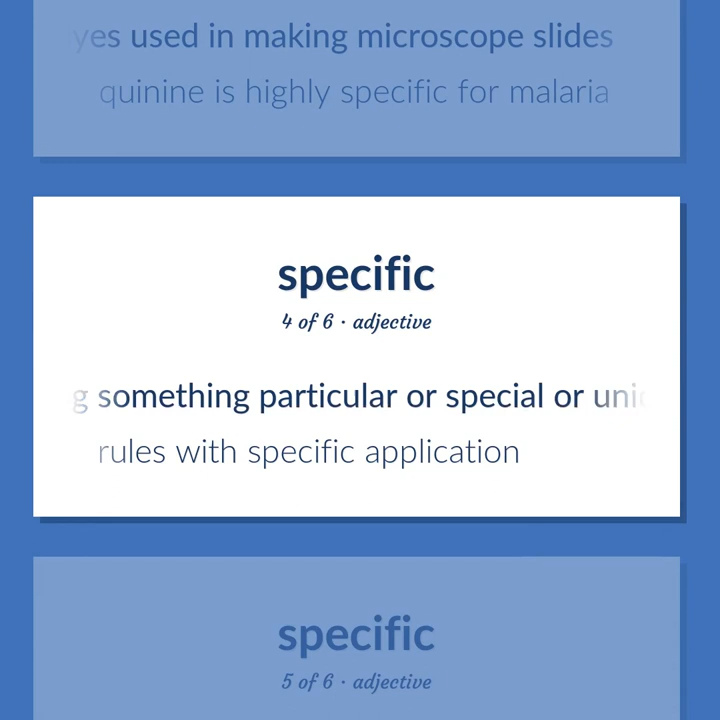 yes used in making microscope slides
quinine is highly specific for malaria
specific
4 of 6 · adjective
g something particular or special or uni
rules with specific application
specific
5 of 6 · adjective